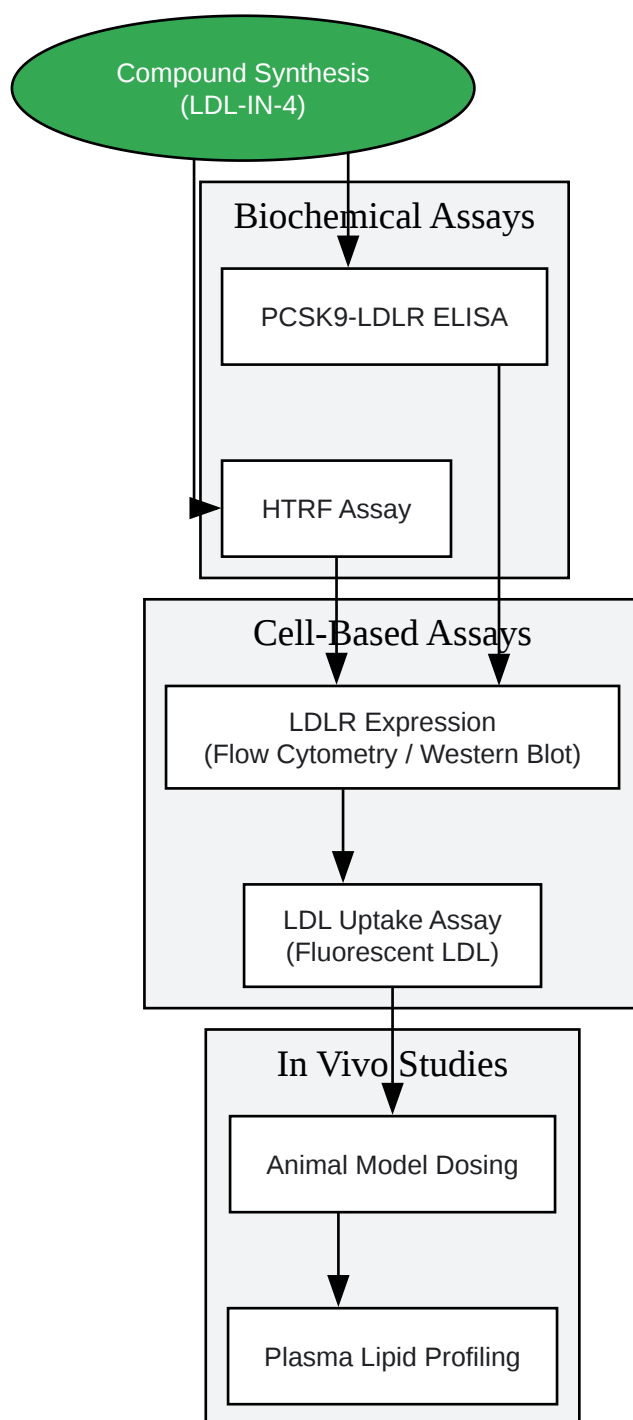 Compound Synthesis
(LDL-IN-4)
Biochemical Assays
PCSK9-LDLR ELISA
HTRF Assay
Cell-Based Assays
LDLR Expression
(Flow Cytometry / Western Blot)
LDL Uptake Assay
(Fluorescent LDL)
In Vivo Studies
Animal Model Dosing
Plasma Lipid Profiling